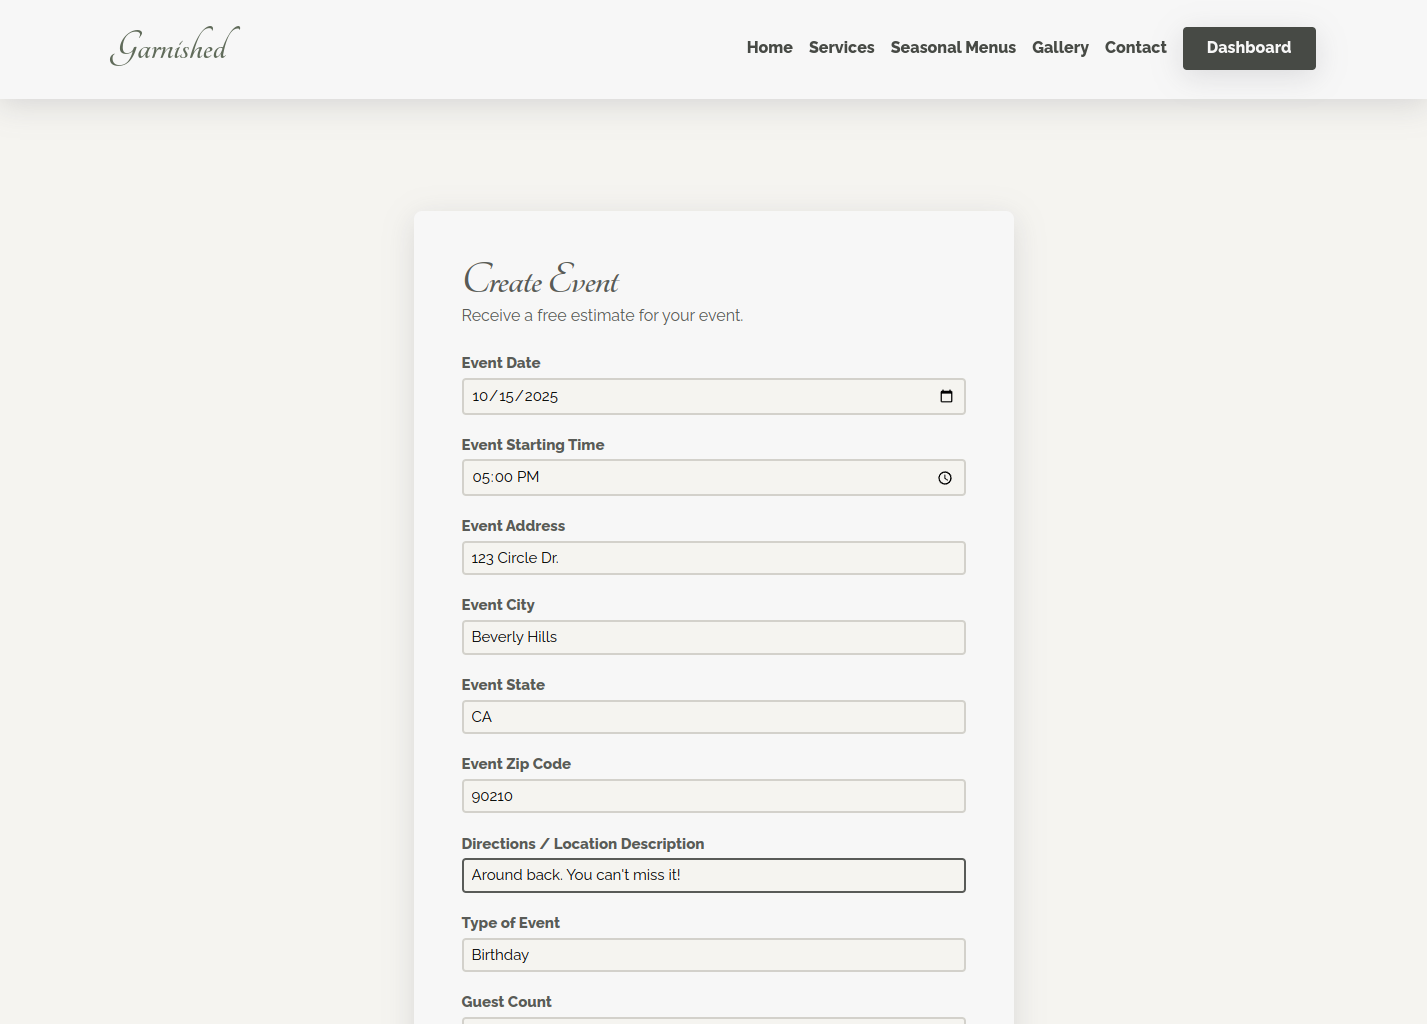 Garnished
Home Services Seasonal Menus Gallery Contact Dashboard
Create Event
Receive a free estimate for your event.
Event Date
10/15/2025
Event Starting Time
05:00 PM
Event Address
123 Circle Dr.
Event City
Beverly Hills
Event State
CA
Event Zip Code
90210
Directions / Location Description
Around back. You can't miss it!
Type of Event
Birthday
Guest Count